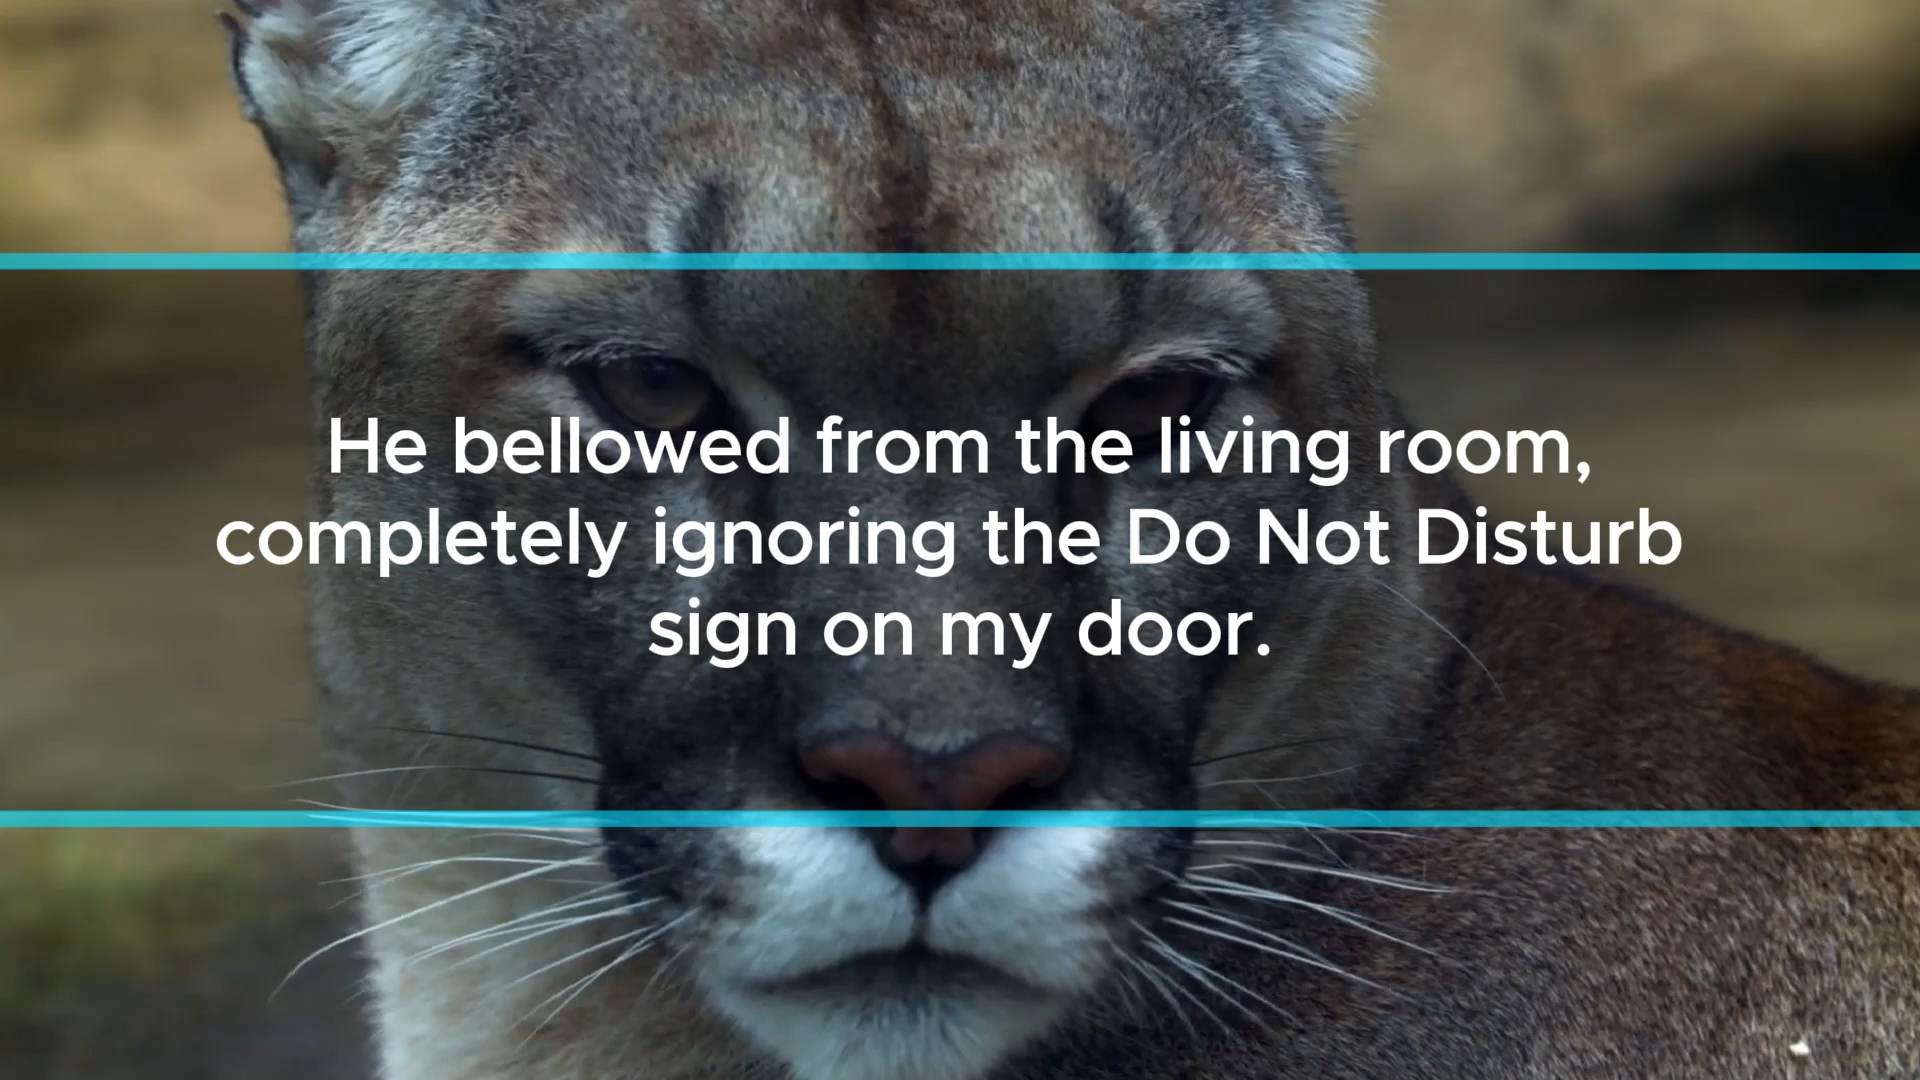 He bellowed from the living room,
completely ignoring the Do Not Disturb
sign on my door.